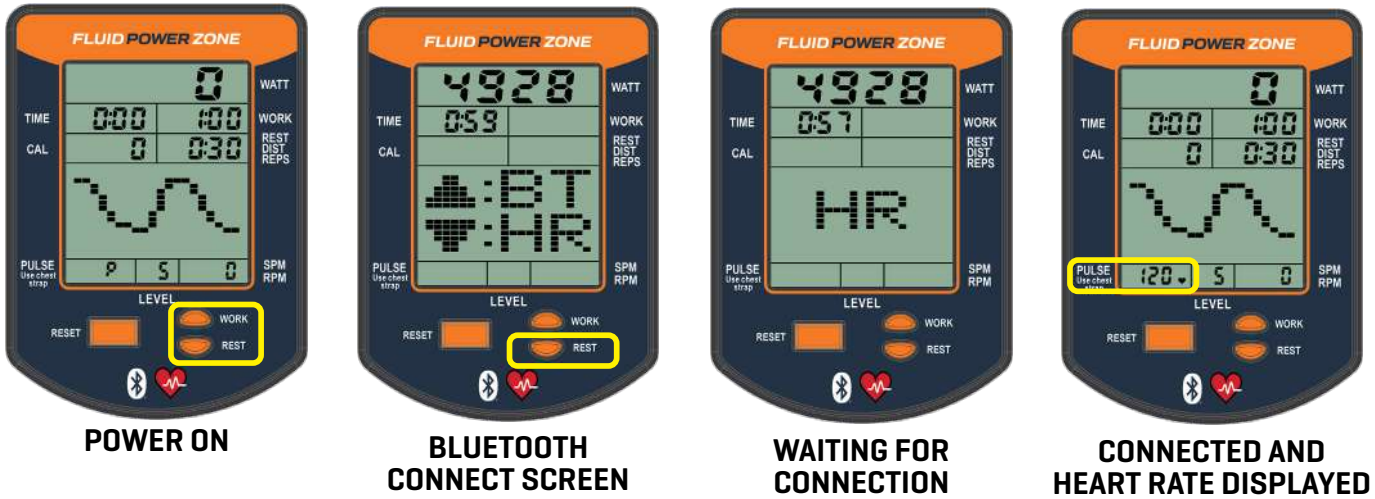 FLUID POWER ZONE
0 WATT
TIME 0:00 1:00 WORK
CAL 0 0:30 REST DIST REPS
PULSE Use chest strap P 5 0 SPM RPM
LEVEL
RESET WORK
REST
POWER ON
FLUID POWER ZONE
4928 WATT
TIME 0:59 WORK
CAL REST DIST REPS
:BT
:HR
PULSE Use chest strap SPM RPM
LEVEL
RESET WORK
REST
BLUETOOTH
CONNECT SCREEN
FLUID POWER ZONE
4928 WATT
TIME 0:57 WORK
CAL REST DIST REPS
HR
PULSE Use chest strap SPM RPM
LEVEL
RESET WORK
REST
WAITING FOR
CONNECTION
FLUID POWER ZONE
0 WATT
TIME 0:00 1:00 WORK
CAL 0 0:30 REST DIST REPS
PULSE Use chest strap 120 5 0 SPM RPM
LEVEL
RESET WORK
REST
CONNECTED AND
HEART RATE DISPLAYED